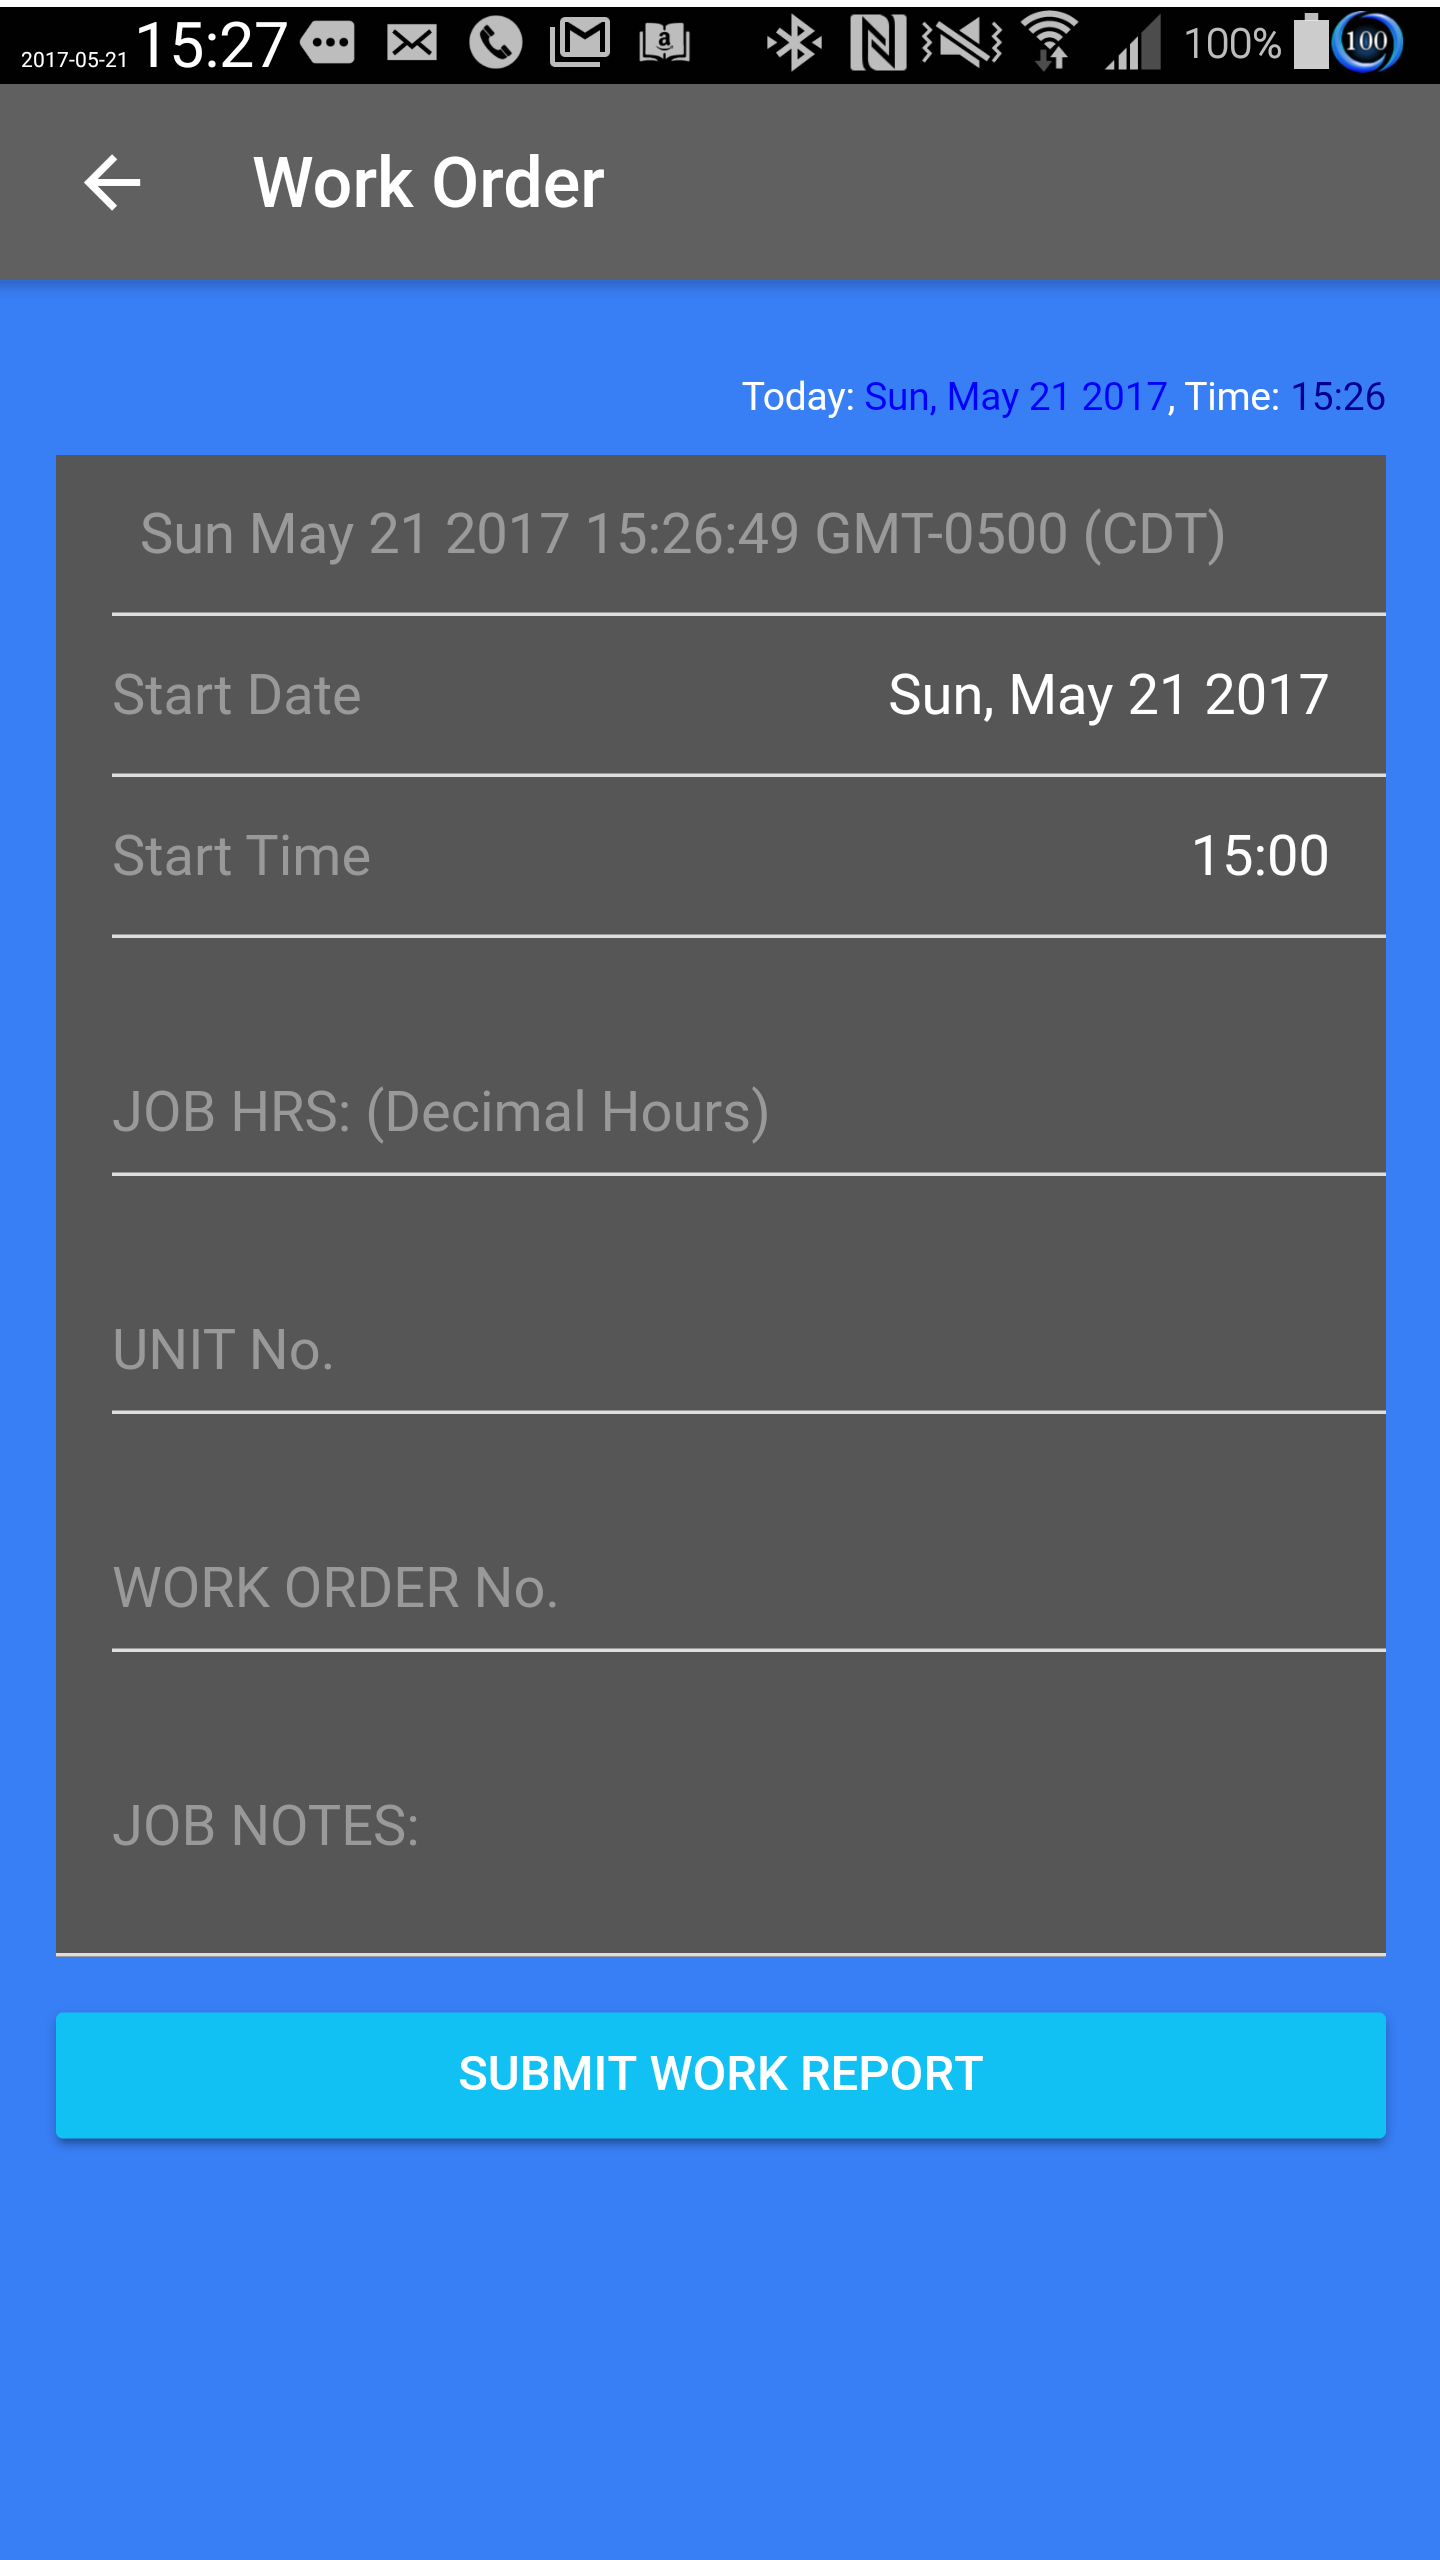 2017-05-21 15:27 100% 100
Work Order
Today: Sun, May 21 2017, Time: 15:26
Sun May 21 2017 15:26:49 GMT-0500 (CDT)
Start Date Sun, May 21 2017
Start Time 15:00
JOB HRS: (Decimal Hours)
UNIT No.
WORK ORDER No.
JOB NOTES:
SUBMIT WORK REPORT